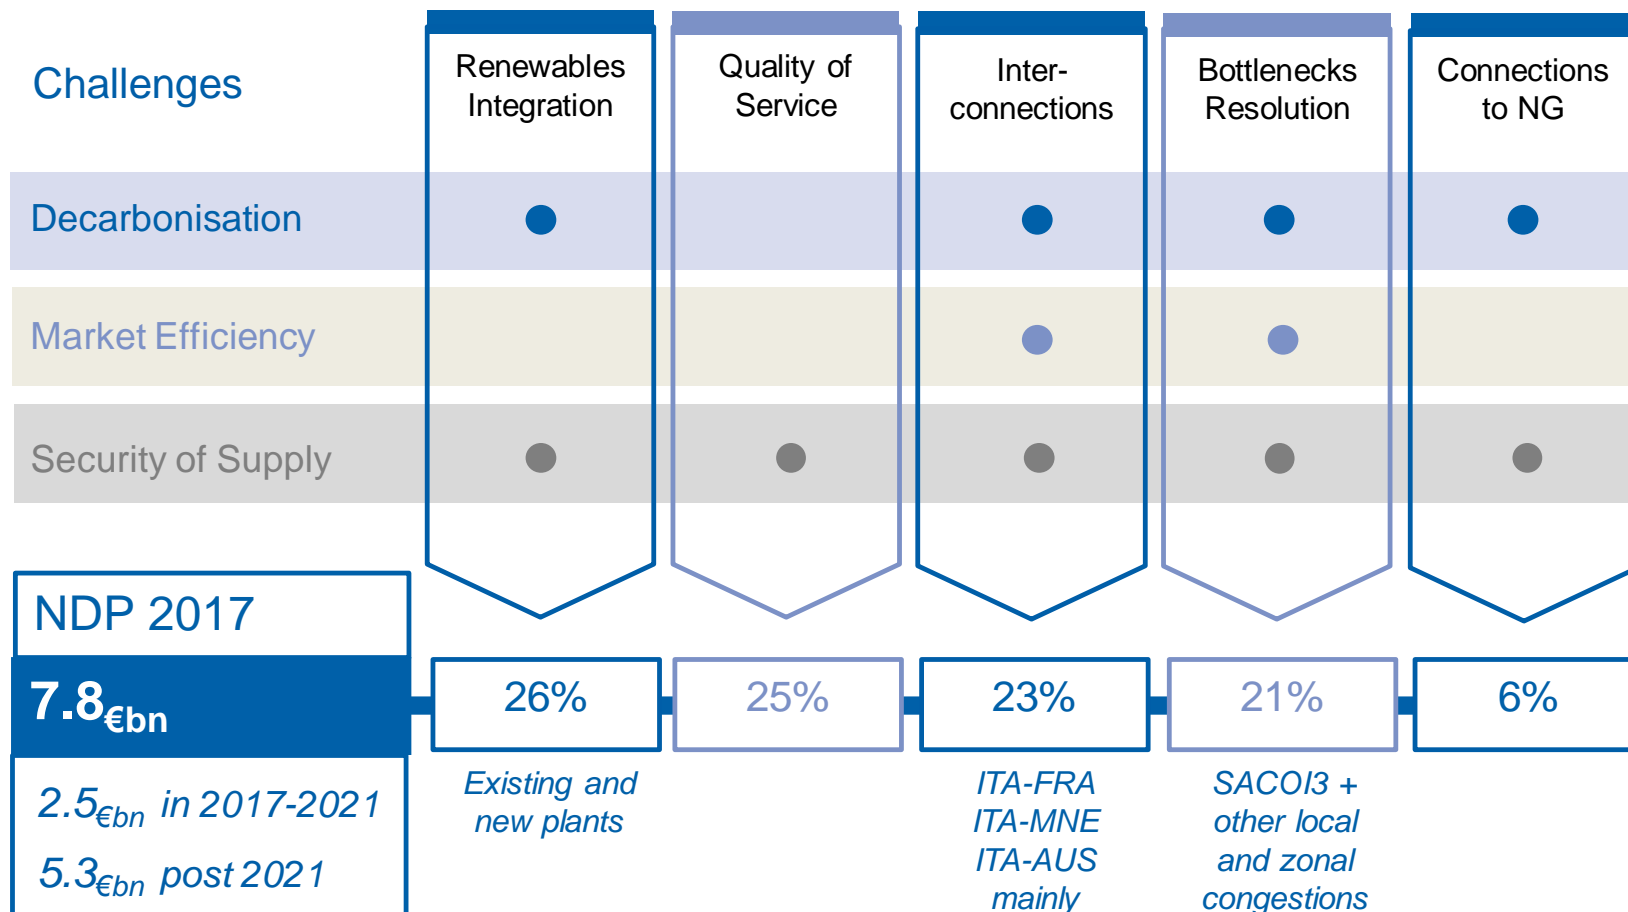 Challenges
Renewables
Integration
Quality of
Service
Inter-
connections
Bottlenecks
Resolution
Connections
to NG
Decarbonisation
Market Efficiency
Security of Supply
NDP 2017
7.8€bn
26%
25%
23%
21%
6%
2.5€bn in 2017-2021
5.3€bn post 2021
Existing and
new plants
ITA-FRA
ITA-MNE
ITA-AUS
mainly
SACOI3 +
other local
and zonal
congestions